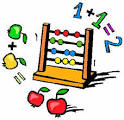 1+1=2
+
=